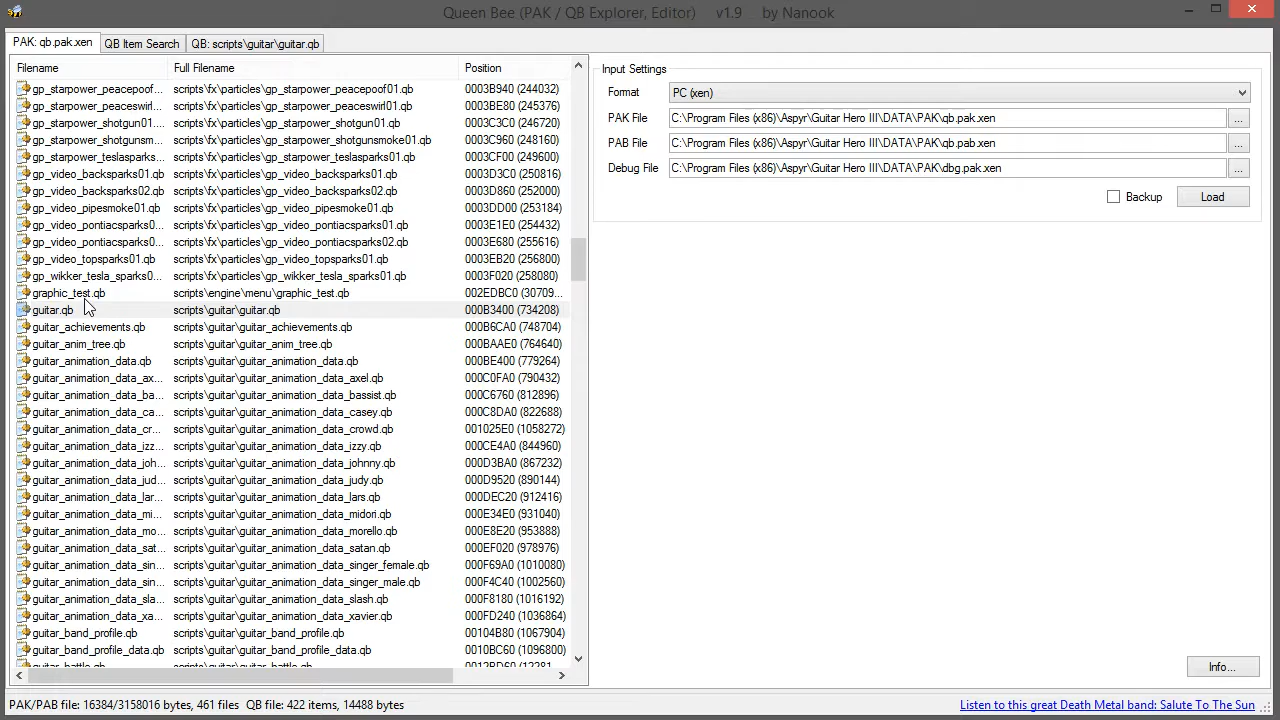 Queen Bee (PAK / QB Explorer, Editor) v1.9 by Nanook
PAK: qb.pak.xen QB Item Search QB: scripts\guitar\guitar.qb
Filename Full Filename Position
gp_starpower_peacepoof... scripts\fx\particles\gp_starpower_peacepoof01.qb 0003B940 (244032)
gp_starpower_peaceswirl... scripts\fx\particles\gp_starpower_peaceswirl01.qb 0003BE80 (245376)
gp_starpower_shotgun01... scripts\fx\particles\gp_starpower_shotgun01.qb 0003C3C0 (246720)
gp_starpower_shotgunsm... scripts\fx\particles\gp_starpower_shotgunsmoke01.qb 0003C960 (248160)
gp_starpower_teslasparks... scripts\fx\particles\gp_starpower_teslasparks01.qb 0003CF00 (249600)
gp_video_backsparks01.qb scripts\fx\particles\gp_video_backsparks01.qb 0003D3C0 (250816)
gp_video_backsparks02.qb scripts\fx\particles\gp_video_backsparks02.qb 0003D860 (252000)
gp_video_pipesmoke01.qb scripts\fx\particles\gp_video_pipesmoke01.qb 0003DD00 (253184)
gp_video_pontiacsparks0... scripts\fx\particles\gp_video_pontiacsparks01.qb 0003E1E0 (254432)
gp_video_pontiacsparks0... scripts\fx\particles\gp_video_pontiacsparks02.qb 0003E680 (255616)
gp_video_topsparks01.qb scripts\fx\particles\gp_video_topsparks01.qb 0003EB20 (256800)
gp_wikker_tesla_sparks0... scripts\fx\particles\gp_wikker_tesla_sparks01.qb 0003F020 (258080)
graphic_test.qb scripts\engine\menu\graphic_test.qb 002EDBC0 (30709...
guitar.qb scripts\guitar\guitar.qb 000B3400 (734208)
guitar_achievements.qb scripts\guitar\guitar_achievements.qb 000B6CA0 (748704)
guitar_anim_tree.qb scripts\guitar\guitar_anim_tree.qb 000BAAE0 (764640)
guitar_animation_data.qb scripts\guitar\guitar_animation_data.qb 000BE400 (779264)
guitar_animation_data_ax... scripts\guitar\guitar_animation_data_axel.qb 000C0FA0 (790432)
guitar_animation_data_ba... scripts\guitar\guitar_animation_data_bassist.qb 000C6760 (812896)
guitar_animation_data_ca... scripts\guitar\guitar_animation_data_casey.qb 000C8DA0 (822688)
guitar_animation_data_cr... scripts\guitar\guitar_animation_data_crowd.qb 001025E0 (1058272)
guitar_animation_data_izz... scripts\guitar\guitar_animation_data_izzy.qb 000CE4A0 (844960)
guitar_animation_data_joh... scripts\guitar\guitar_animation_data_johnny.qb 000D3BA0 (867232)
guitar_animation_data_jud... scripts\guitar\guitar_animation_data_judy.qb 000D9520 (890144)
guitar_animation_data_lar... scripts\guitar\guitar_animation_data_lars.qb 000DEC20 (912416)
guitar_animation_data_mi... scripts\guitar\guitar_animation_data_midori.qb 000E34E0 (931040)
guitar_animation_data_mo... scripts\guitar\guitar_animation_data_morello.qb 000E8E20 (953888)
guitar_animation_data_sat... scripts\guitar\guitar_animation_data_satan.qb 000EF020 (978976)
guitar_animation_data_sin... scripts\guitar\guitar_animation_data_singer_female.qb 000F69A0 (1010080)
guitar_animation_data_sin... scripts\guitar\guitar_animation_data_singer_male.qb 000F4C40 (1002560)
guitar_animation_data_sla... scripts\guitar\guitar_animation_data_slash.qb 000F8180 (1016192)
guitar_animation_data_xa... scripts\guitar\guitar_animation_data_xavier.qb 000FD240 (1036864)
guitar_band_profile.qb scripts\guitar\guitar_band_profile.qb 00104B80 (1067904)
guitar_band_profile_data.qb scripts\guitar\guitar_band_profile_data.qb 0010BC60 (1096800)
guitar_battle.qb scripts\guitar\guitar_battle.qb 0012BD60 (12281...
Input Settings
Format PC (xen)
PAK File C:\Program Files (x86)\Aspyr\Guitar Hero III\DATA\PAK\qb.pak.xen ...
PAB File C:\Program Files (x86)\Aspyr\Guitar Hero III\DATA\PAK\qb.pab.xen ...
Debug File C:\Program Files (x86)\Aspyr\Guitar Hero III\DATA\PAK\dbg.pak.xen ...
Backup Load
Info...
PAK/PAB file: 16384/3158016 bytes, 461 files QB file: 422 items, 14488 bytes
Listen to this great Death Metal band: Salute To The Sun